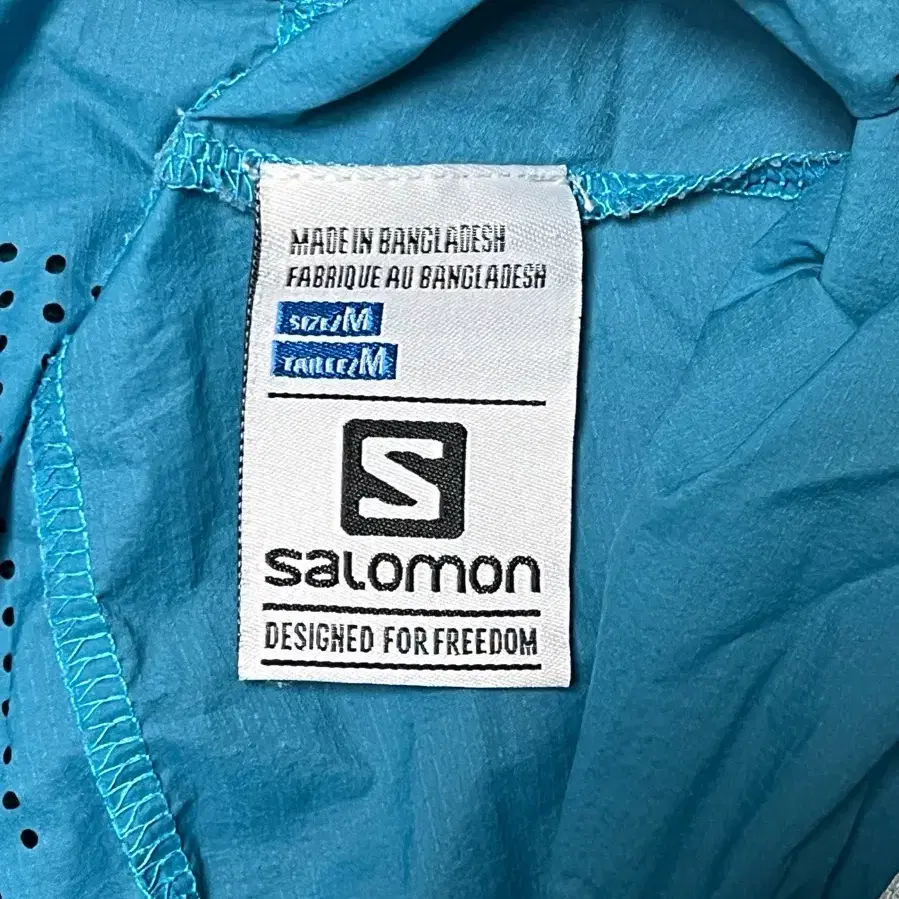 MADE IN BANGLADESH
FABRIQUE AU BANGLADESH
SIZE/M
TAILLE/M
S
salomon
DESIGNED FOR FREEDOM